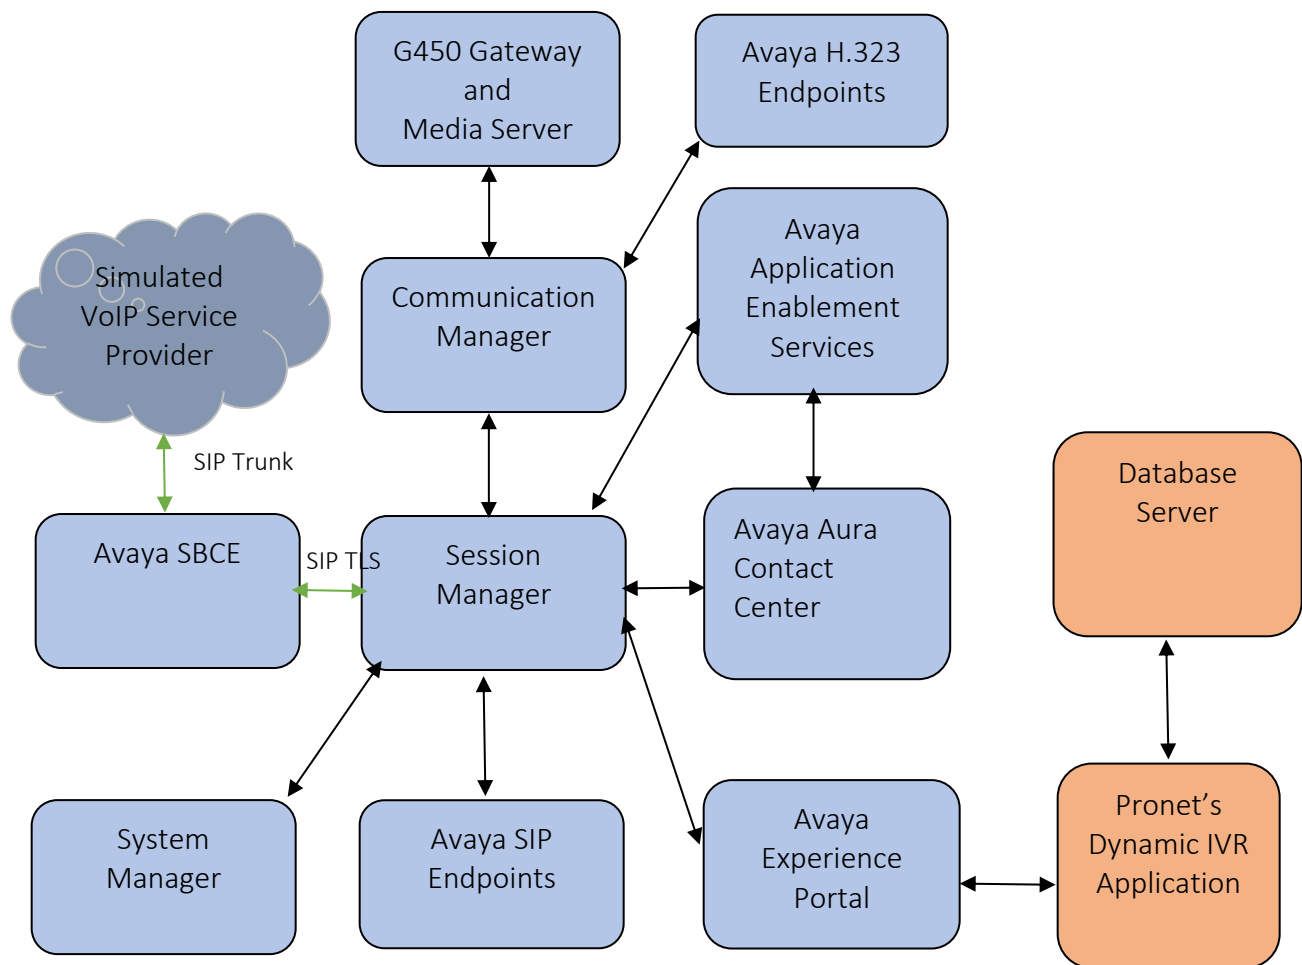 G450 Gateway
and
Media Server
Avaya H.323
Endpoints
Simulated
VoIP Service
Provider
Communication
Manager
Avaya
Application
Enablement
Services
SIP Trunk
Avaya SBCE
SIP TLS
Session
Manager
Avaya Aura
Contact
Center
Database
Server
System
Manager
Avaya SIP
Endpoints
Avaya
Experience
Portal
Pronet’s
Dynamic IVR
Application